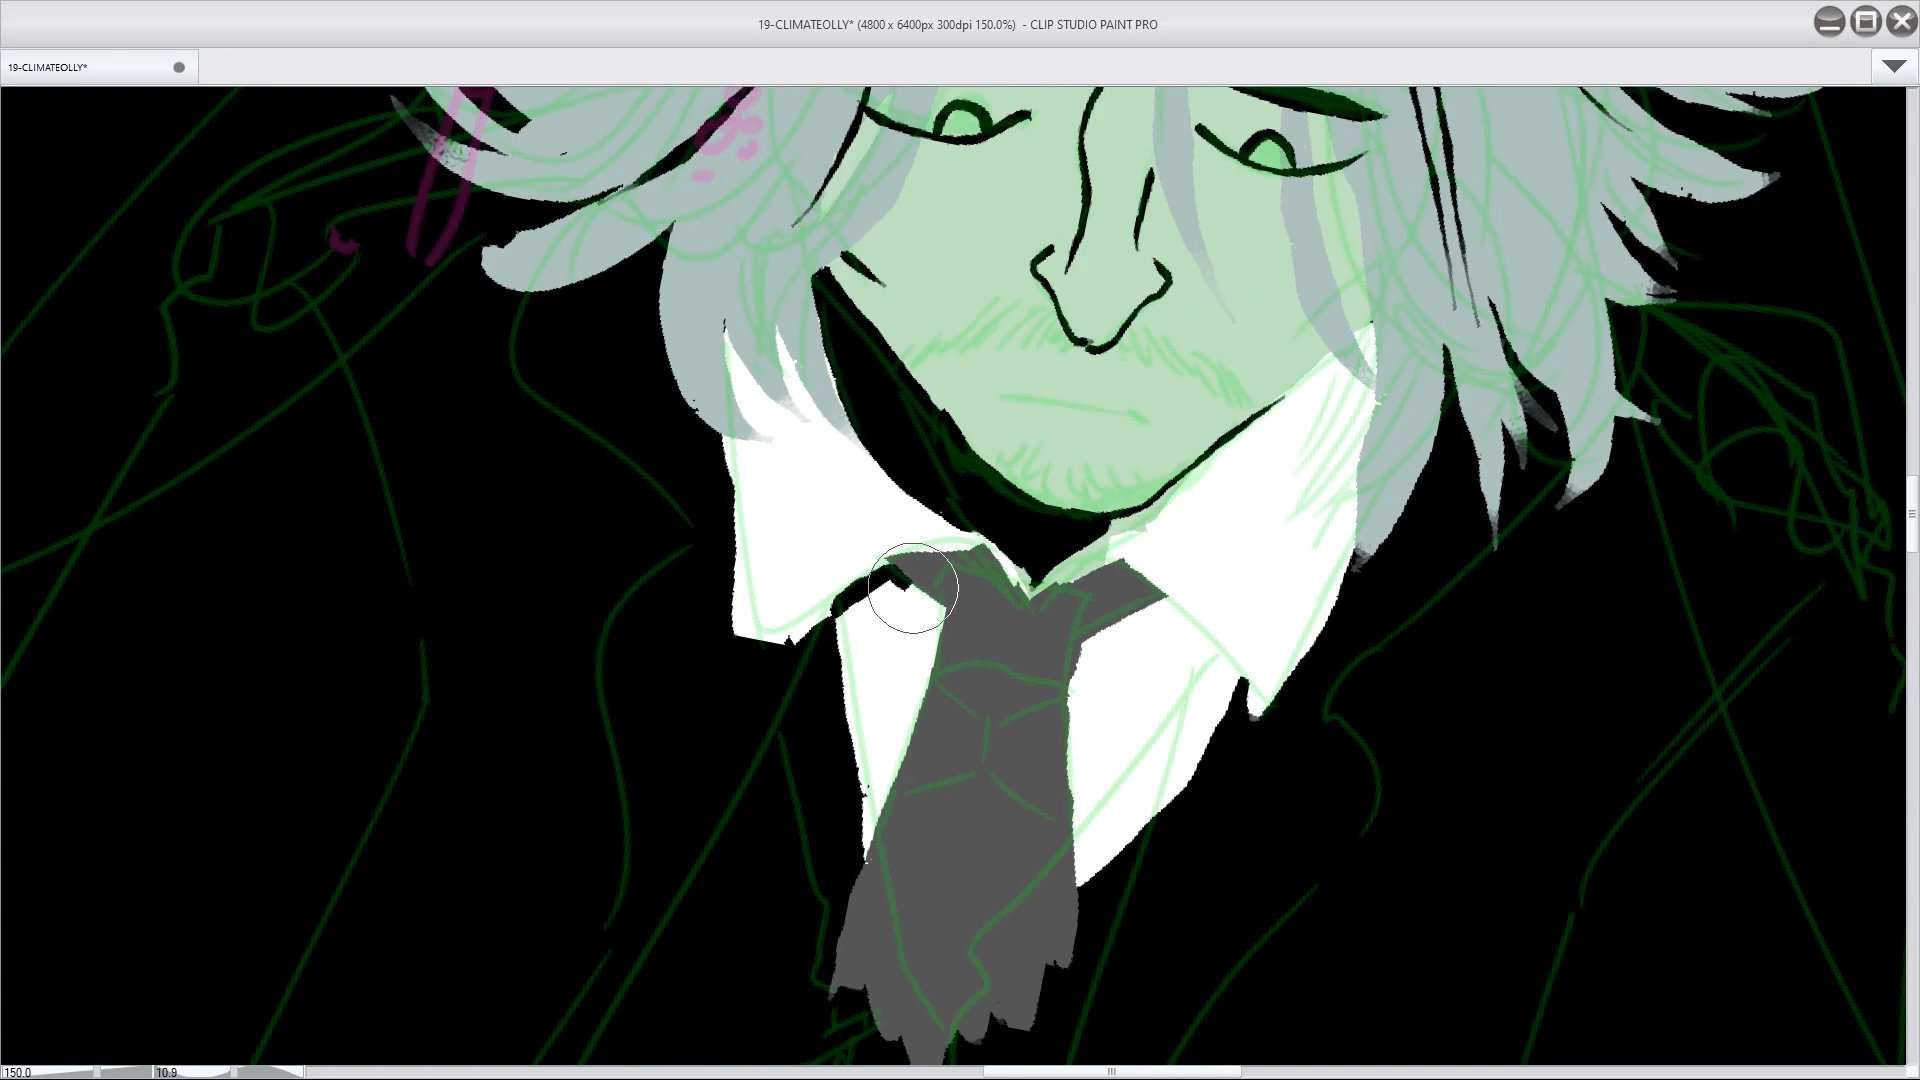 19-CLIMATEOLLY* (4800 x 6400px 300dpi 150.0%)  - CLIP STUDIO PAINT PRO
19-CLIMATEOLLY*
150.0
10.9